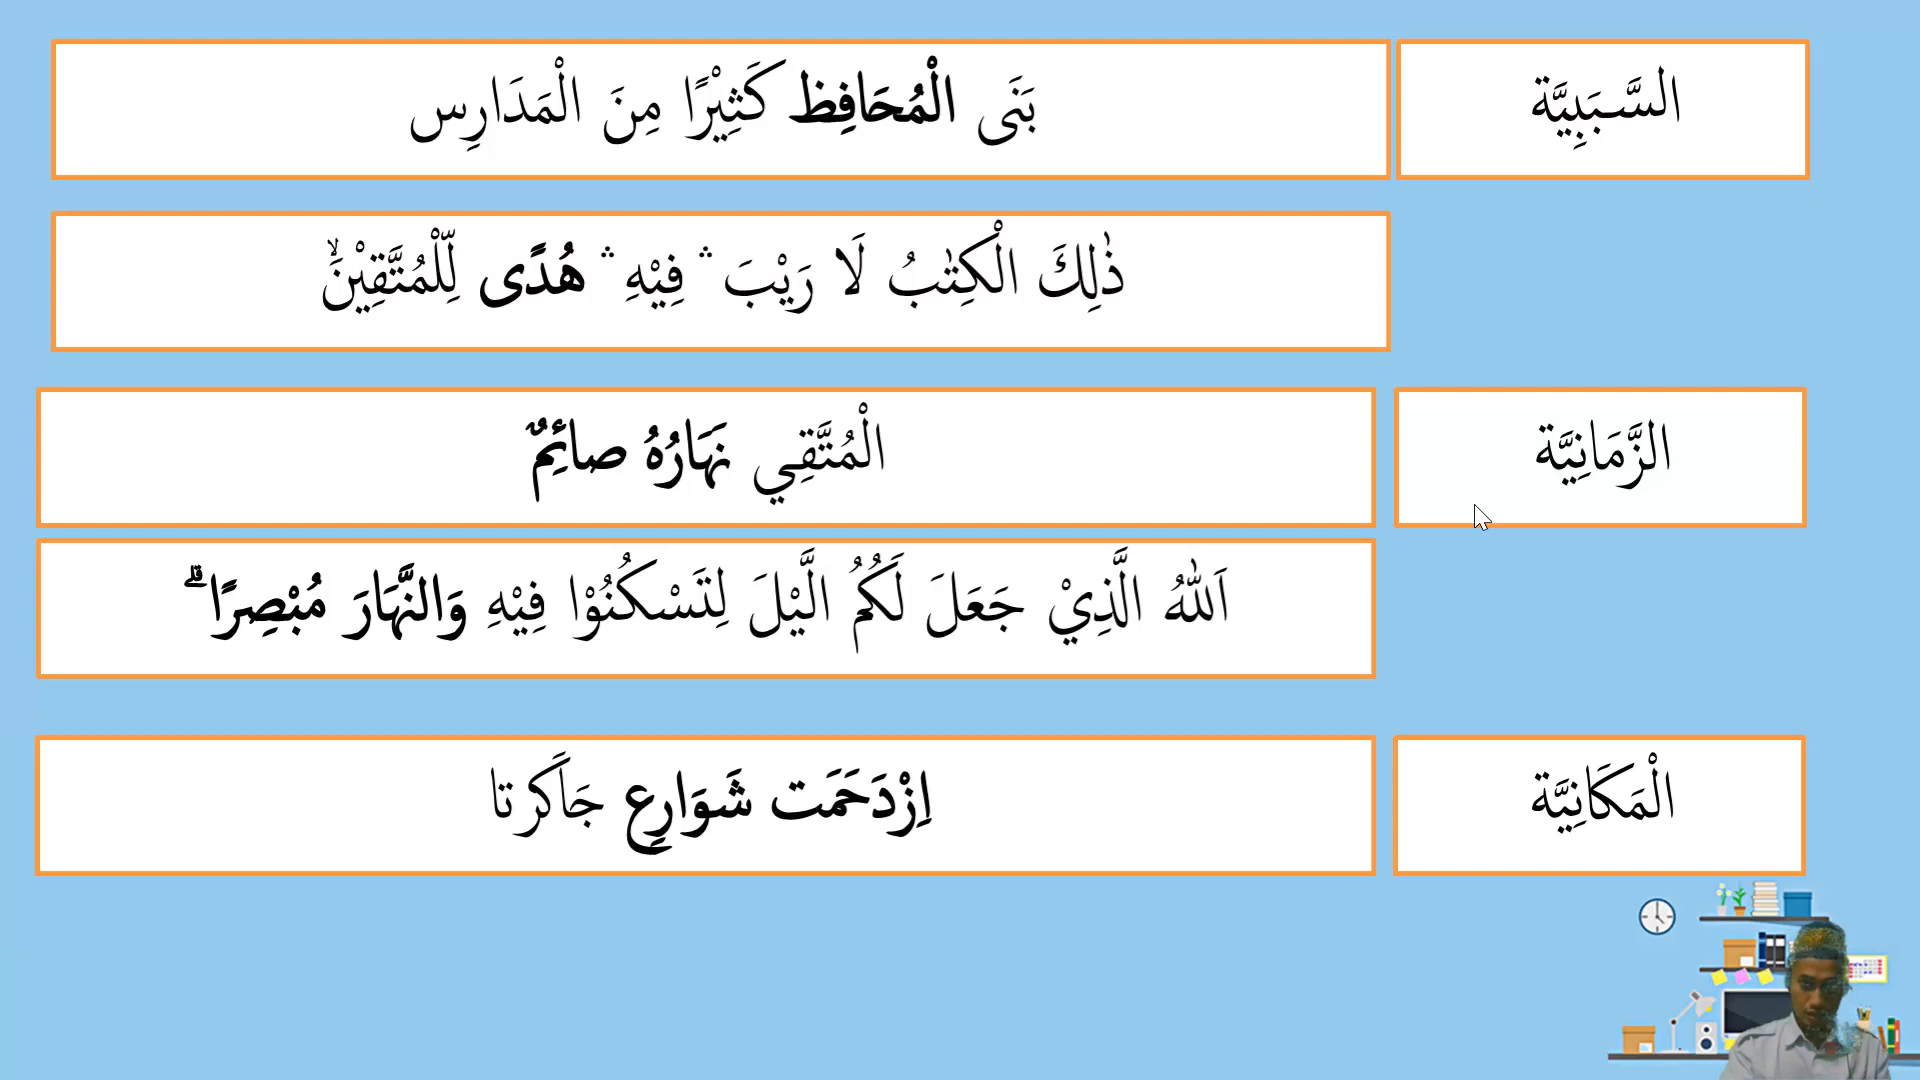 السَّبَبِيَّة
بَنَى الْمُحَافِظ كَثِيْرًا مِنَ الْمَدَارِس
ذٰلِكَ الْكِتٰبُ لَا رَيْبَ ۛ فِيْهِ ۛ هُدًى لِّلْمُتَّقِيْنَۙ
الزَّمَانِيَّة
الْمُتَّقِي نَهَارُهُ صائِمٌ
اَللّٰهُ الَّذِيْ جَعَلَ لَكُمُ الَّيْلَ لِتَسْكُنُوْا فِيْهِ وَالنَّهَارَ مُبْصِرًا ۗ
الْمَكَانِيَّة
اِزْدَحَمَت شَوَارِع جَاكَرتا